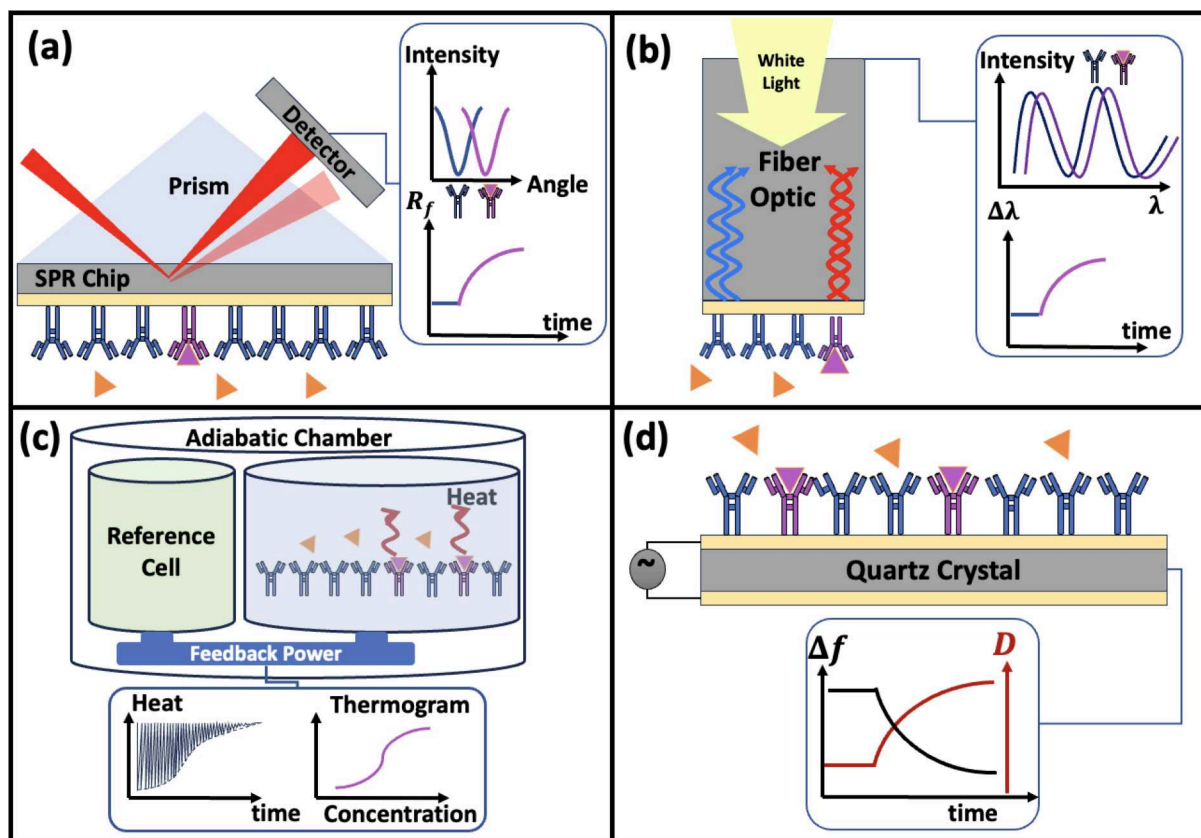 (a)
Intensity
Detector
Prism
Angle
R_f
SPR Chip
time
(b)
White
Light
Intensity
Fiber
Optic
λ
Δλ
time
(c)
Adiabatic Chamber
Heat
Reference
Cell
Feedback Power
Heat
Thermogram
time
Concentration
(d)
~
Quartz Crystal
Δf
D
time